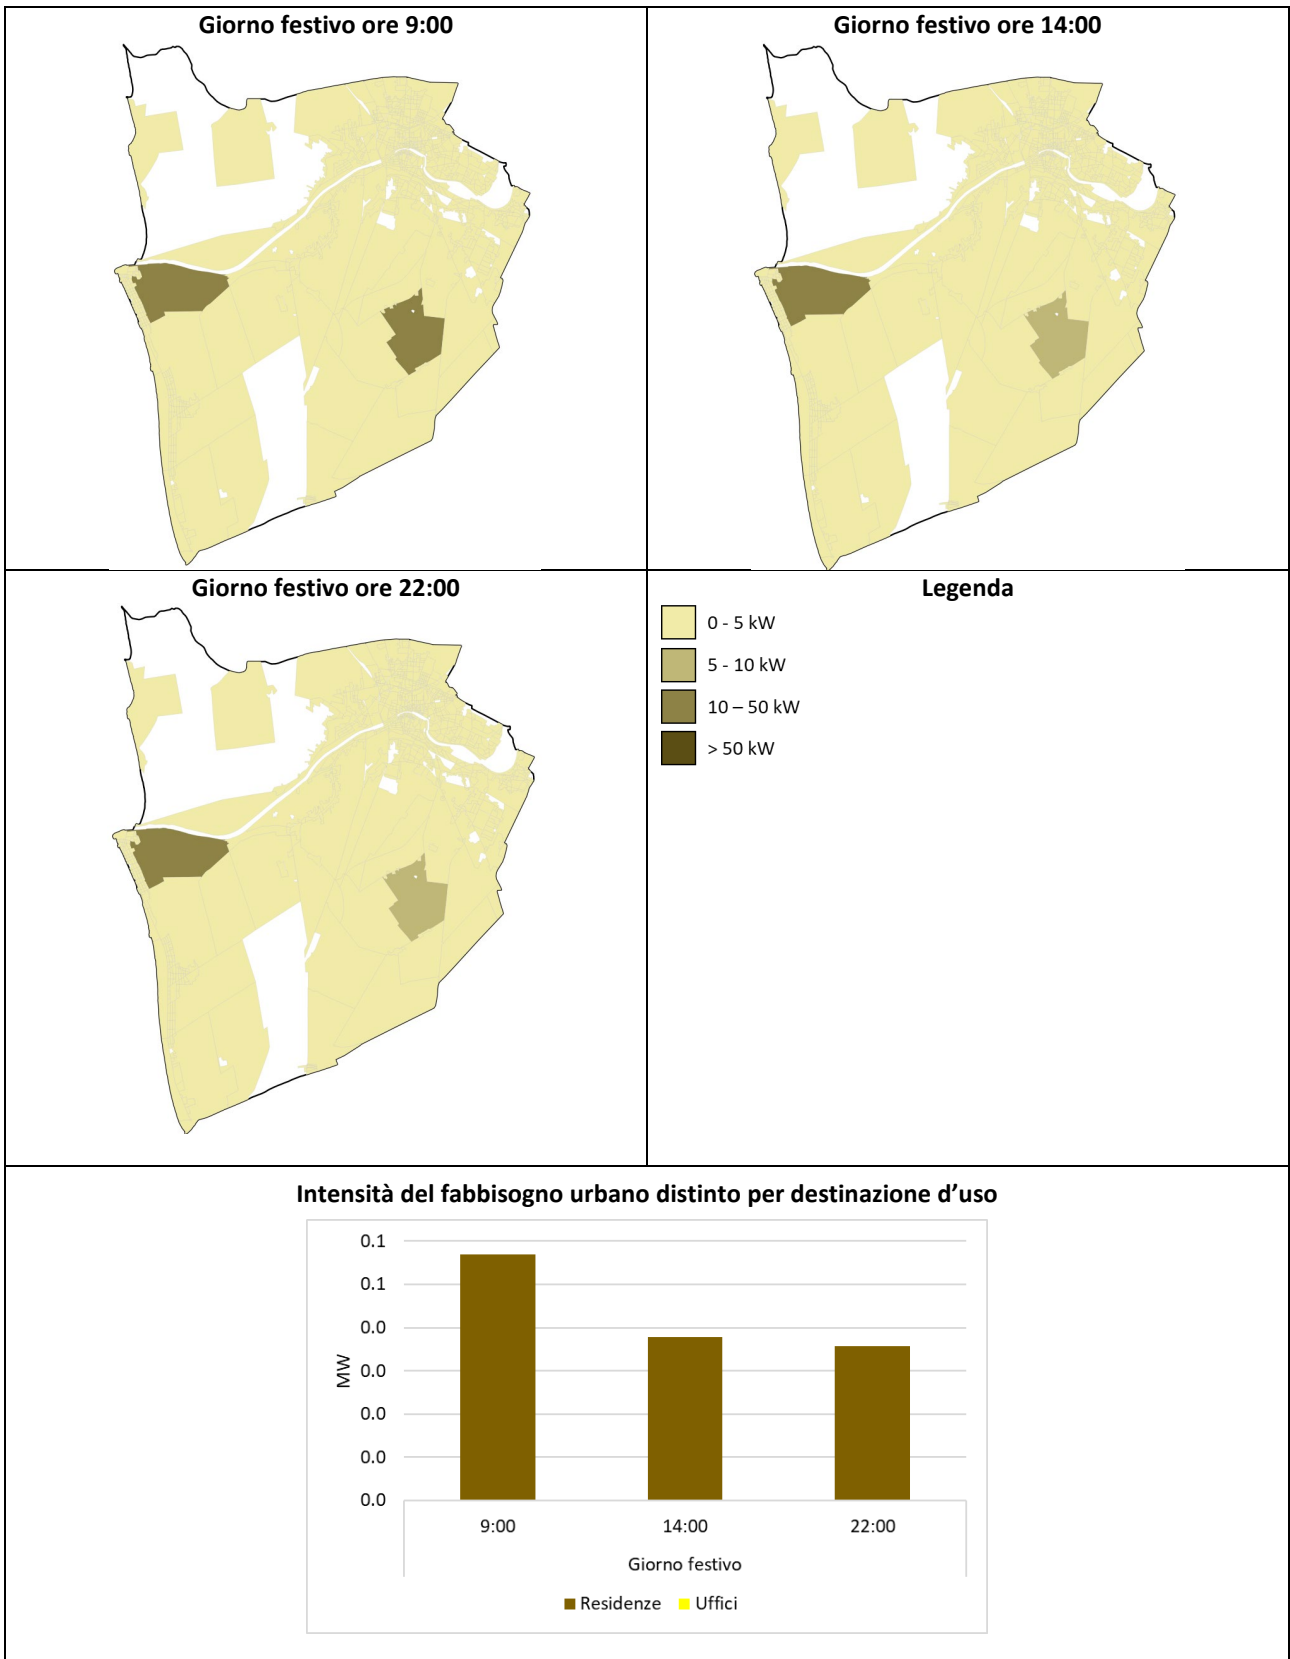 Giorno festivo ore 9:00
Giorno festivo ore 14:00
Giorno festivo ore 22:00
Legenda
0 - 5 kW
5 - 10 kW
10 – 50 kW
> 50 kW
Intensità del fabbisogno urbano distinto per destinazione d’uso
0.1
0.1
0.0
0.0
0.0
0.0
0.0
MW
9:00
14:00
22:00
Giorno festivo
Residenze
Uffici